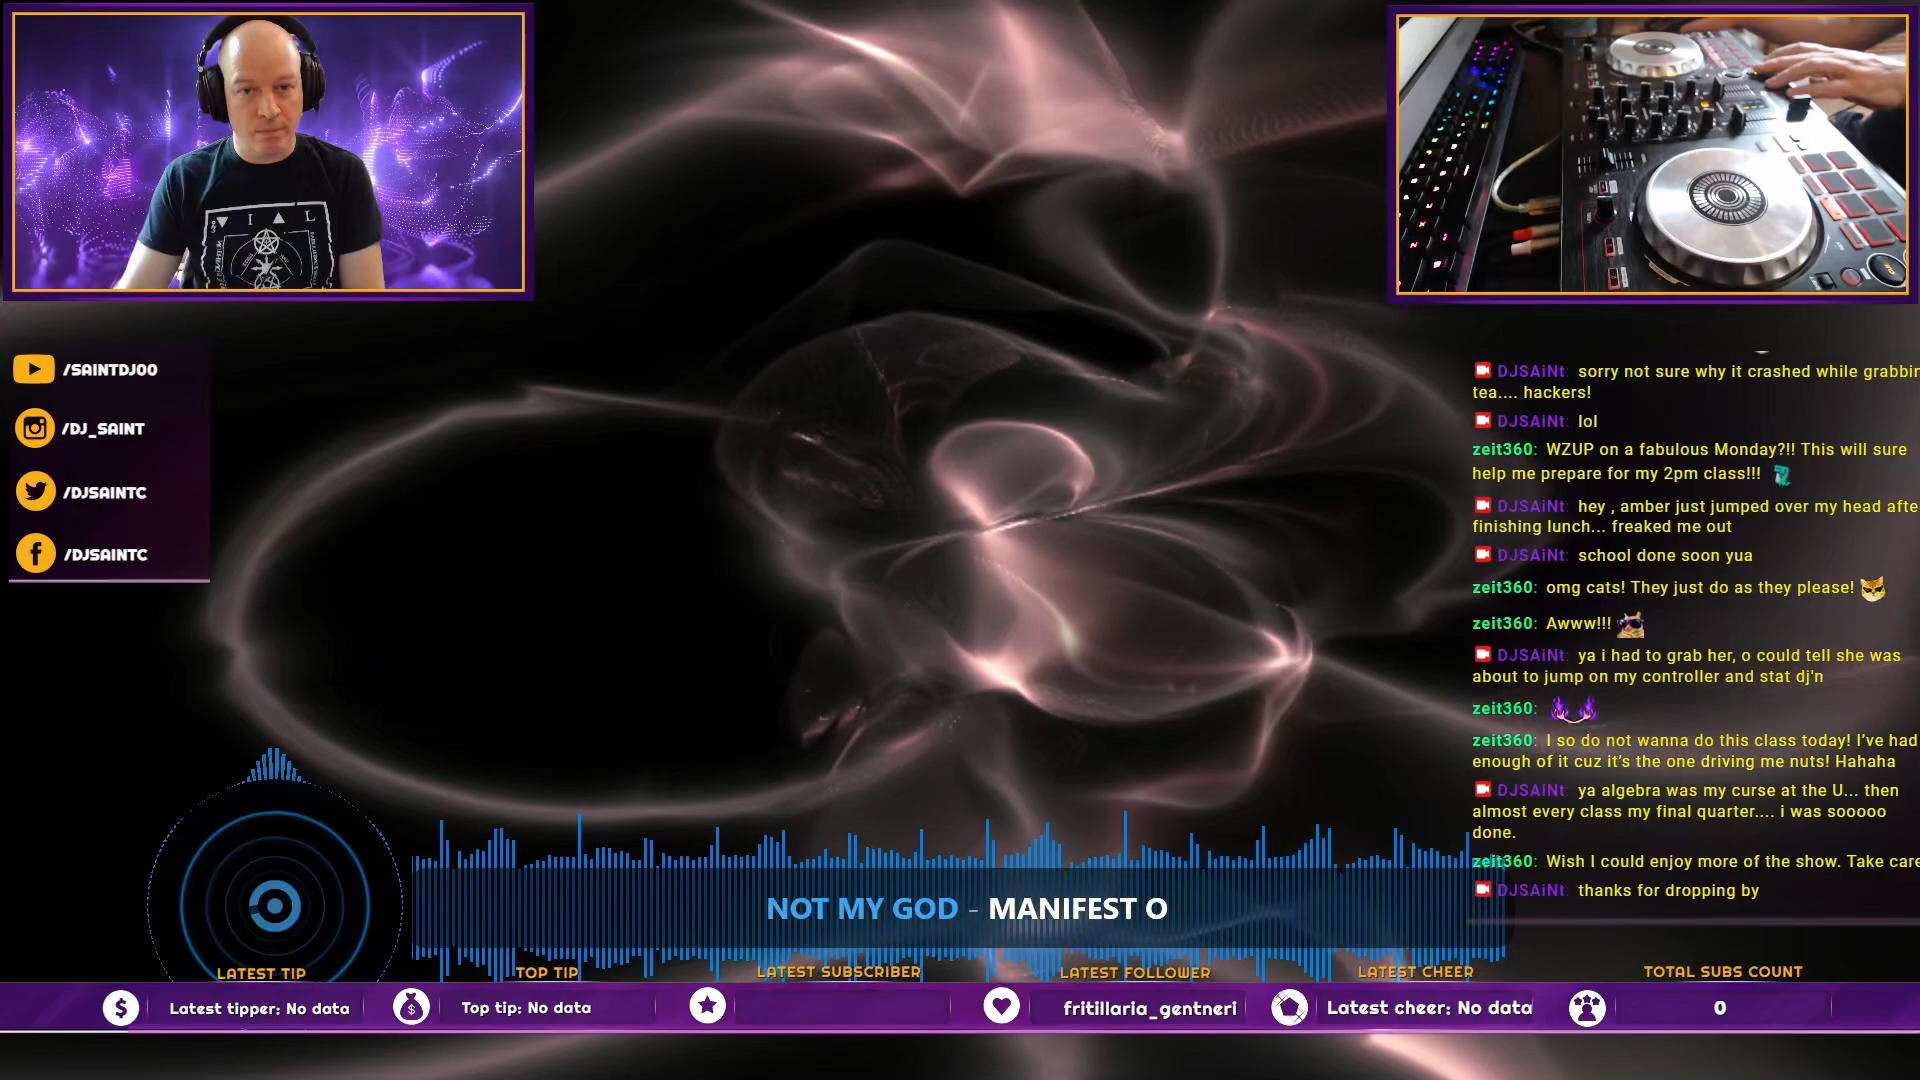 V I A L
/SAINTDJ00
/DJ_SAINT
/DJSAINTC
/DJSAINTC
DJSAiNt: sorry not sure why it crashed while grabbin
tea.... hackers!
DJSAiNt: lol
zeit360: WZUP on a fabulous Monday?!! This will sure
help me prepare for my 2pm class!!!
DJSAiNt: hey , amber just jumped over my head afte
finishing lunch... freaked me out
DJSAiNt: school done soon yua
zeit360: omg cats! They just do as they please!
zeit360: Awww!!!
DJSAiNt: ya i had to grab her, o could tell she was
about to jump on my controller and stat dj'n
zeit360:
zeit360: I so do not wanna do this class today! I've had
enough of it cuz it's the one driving me nuts! Hahaha
DJSAiNt: ya algebra was my curse at the U... then
almost every class my final quarter.... i was sooooo
done.
zeit360: Wish I could enjoy more of the show. Take care
DJSAiNt: thanks for dropping by
NOT MY GOD - MANIFEST O
LATEST TIP
TOP TIP
LATEST SUBSCRIBER
LATEST FOLLOWER
LATEST CHEER
TOTAL SUBS COUNT
Latest tipper: No data
Top tip: No data
fritillaria_gentneri
Latest cheer: No data
0